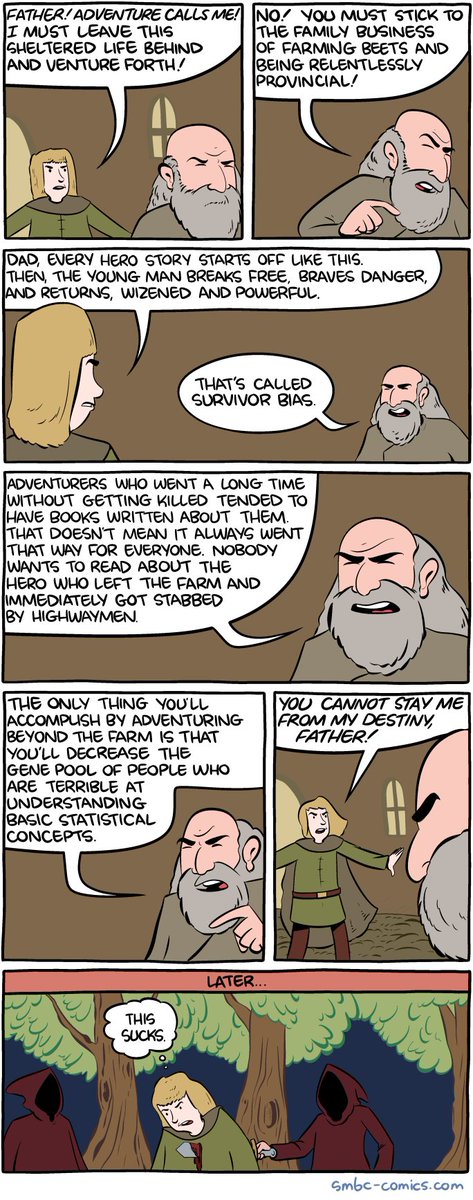 FATHER! ADVENTURE CALLS ME!
I MUST LEAVE THIS
SHELTERED LIFE BEHIND
AND VENTURE FORTH!
NO! YOU MUST STICK TO
THE FAMILY BUSINESS
OF FARMING BEETS AND
BEING RELENTLESSLY
PROVINCIAL!
DAD, EVERY HERO STORY STARTS OFF LIKE THIS.
THEN, THE YOUNG MAN BREAKS FREE, BRAVES DANGER,
AND RETURNS, WIZENED AND POWERFUL.
THAT'S CALLED
SURVIVOR BIAS.
ADVENTURERS WHO WENT A LONG TIME
WITHOUT GETTING KILLED TENDED TO
HAVE BOOKS WRITTEN ABOUT THEM.
THAT DOESN'T MEAN IT ALWAYS WENT
THAT WAY FOR EVERYONE. NOBODY
WANTS TO READ ABOUT THE
HERO WHO LEFT THE FARM AND
IMMEDIATELY GOT STABBED
BY HIGHWAYMEN.
THE ONLY THING YOU'LL
ACCOMPLISH BY ADVENTURING
BEYOND THE FARM IS THAT
YOU'LL DECREASE THE
GENE POOL OF PEOPLE WHO
ARE TERRIBLE AT
UNDERSTANDING
BASIC STATISTICAL
CONCEPTS.
YOU CANNOT STAY ME
FROM MY DESTINY,
FATHER!
LATER...
THIS
SUCKS.
smbc-comics.com